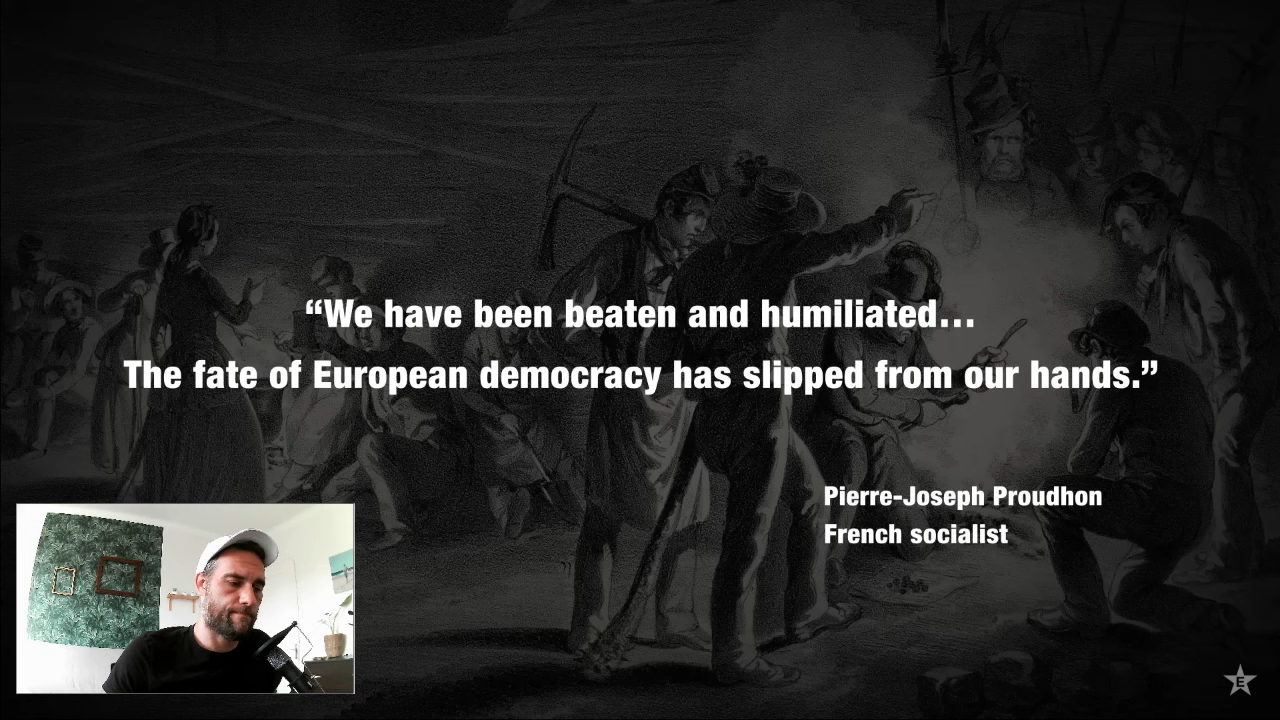 “We have been beaten and humiliated…
The fate of European democracy has slipped from our hands.”
Pierre-Joseph Proudhon
French socialist
E